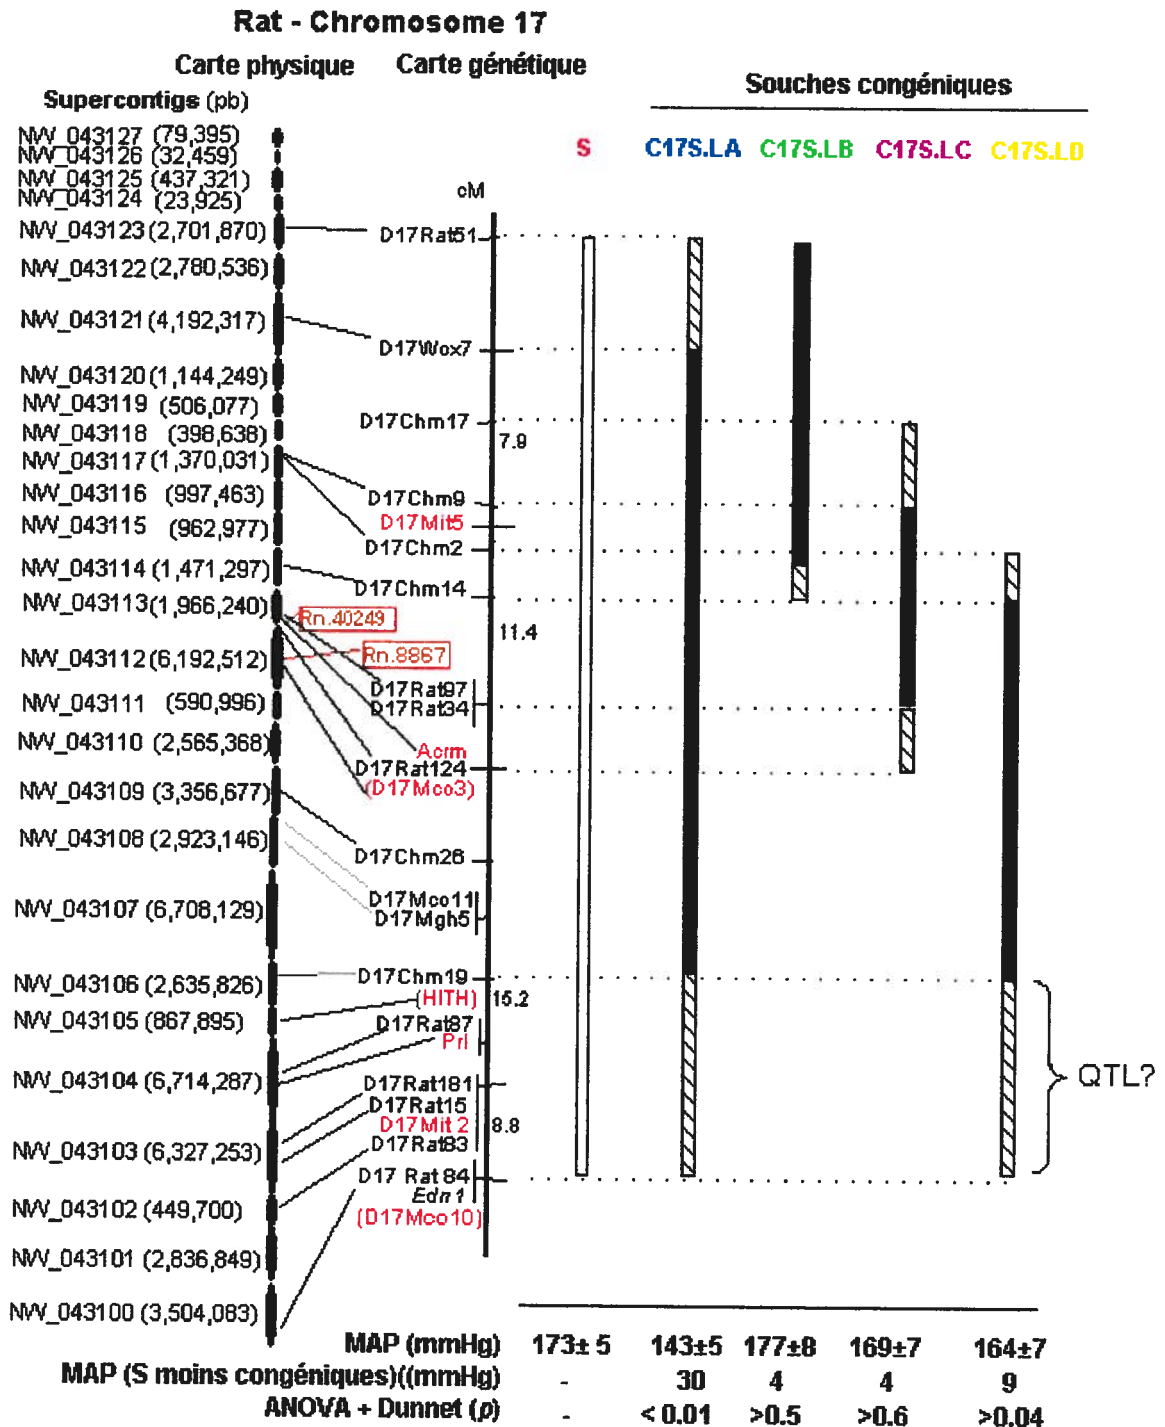 Rat - Chromosome 17
Carte physique
Carte génétique
Souches congéniques
Supercontigs (pb)
S
C17S.LA
C17S.LB
C17S.LC
C17S.LD
NW_043127 (79,395)
NW_043126 (32,459)
NW_043125 (437,321)
NW_043124 (23,925)
NW_043123 (2,701,870)
NW_043122 (2,780,536)
NW_043121 (4,192,317)
NW_043120 (1,144,249)
NW_043119 (506,077)
NW_043118 (398,638)
NW_043117 (1,370,031)
NW_043116 (997,463)
NW_043115 (962,977)
NW_043114 (1,471,297)
NW_043113 (1,966,240)
NW_043112 (6,192,512)
NW_043111 (590,996)
NW_043110 (2,565,368)
NW_043109 (3,356,677)
NW_043108 (2,923,146)
NW_043107 (6,708,129)
NW_043106 (2,635,826)
NW_043105 (867,895)
NW_043104 (6,714,287)
NW_043103 (6,327,253)
NW_043102 (449,700)
NW_043101 (2,836,849)
NW_043100 (3,504,083)
cM
D17Rat51
D17Wox7
D17Chm17
7.9
D17Chm9
D17Mit5
D17Chm2
D17Chm14
Rn.40249
11.4
Rn.8867
D17Rat97
D17Rat34
Acrm
D17Rat124
(D17Mco3)
D17Chm26
D17Mco11
D17Mgh5
D17Chm19
(HITH)
15.2
D17Rat87
Prl
D17Rat181
D17Rat15
D17Mit 2
8.8
D17Rat83
D17 Rat 84
Edn 1
(D17Mco10)
QTL?
MAP (mmHg) 173± 5 143±5 177±8 169±7 164±7
MAP (S moins congéniques)((mmHg) - 30 4 4 9
ANOVA + Dunnet (p) - < 0.01 >0.5 >0.6 >0.04